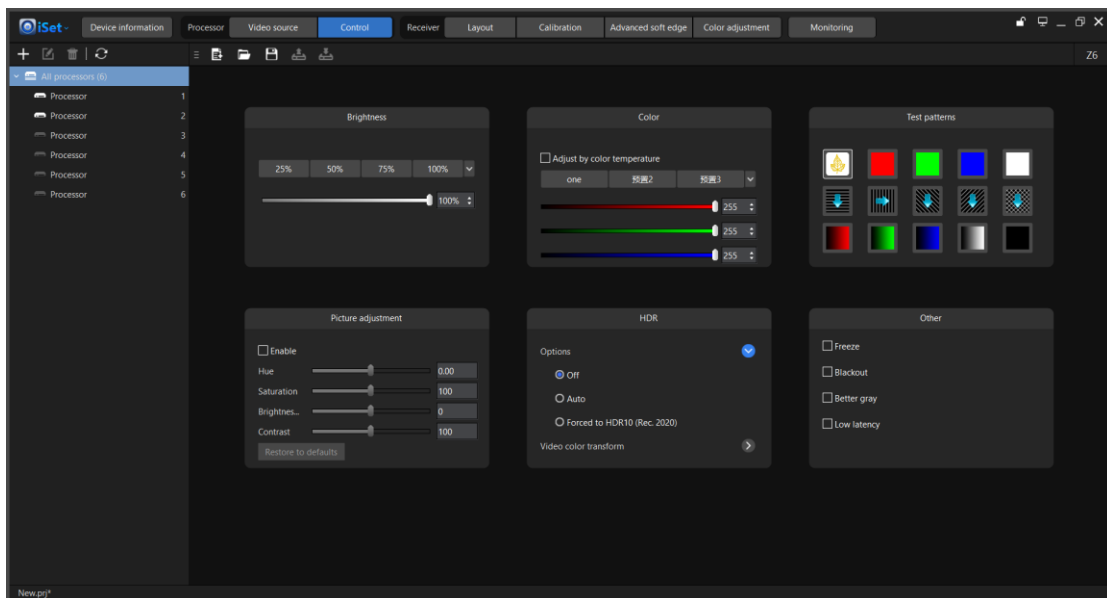 iSet
Device information
Processor
Video source
Control
Receiver
Layout
Calibration
Advanced soft edge
Color adjustment
Monitoring
Z6
All processors (6)
Processor 1
Processor 2
Processor 3
Processor 4
Processor 5
Processor 6
Brightness
25% 50% 75% 100%
100%
Color
Adjust by color temperature
one 预置2 预置3
255
255
255
Test patterns
Picture adjustment
Enable
Hue 0.00
Saturation 100
Brightnes... 0
Contrast 100
Restore to defaults
HDR
Options
Off
Auto
Forced to HDR10 (Rec. 2020)
Video color transform
Other
Freeze
Blackout
Better gray
Low latency
New.prj*